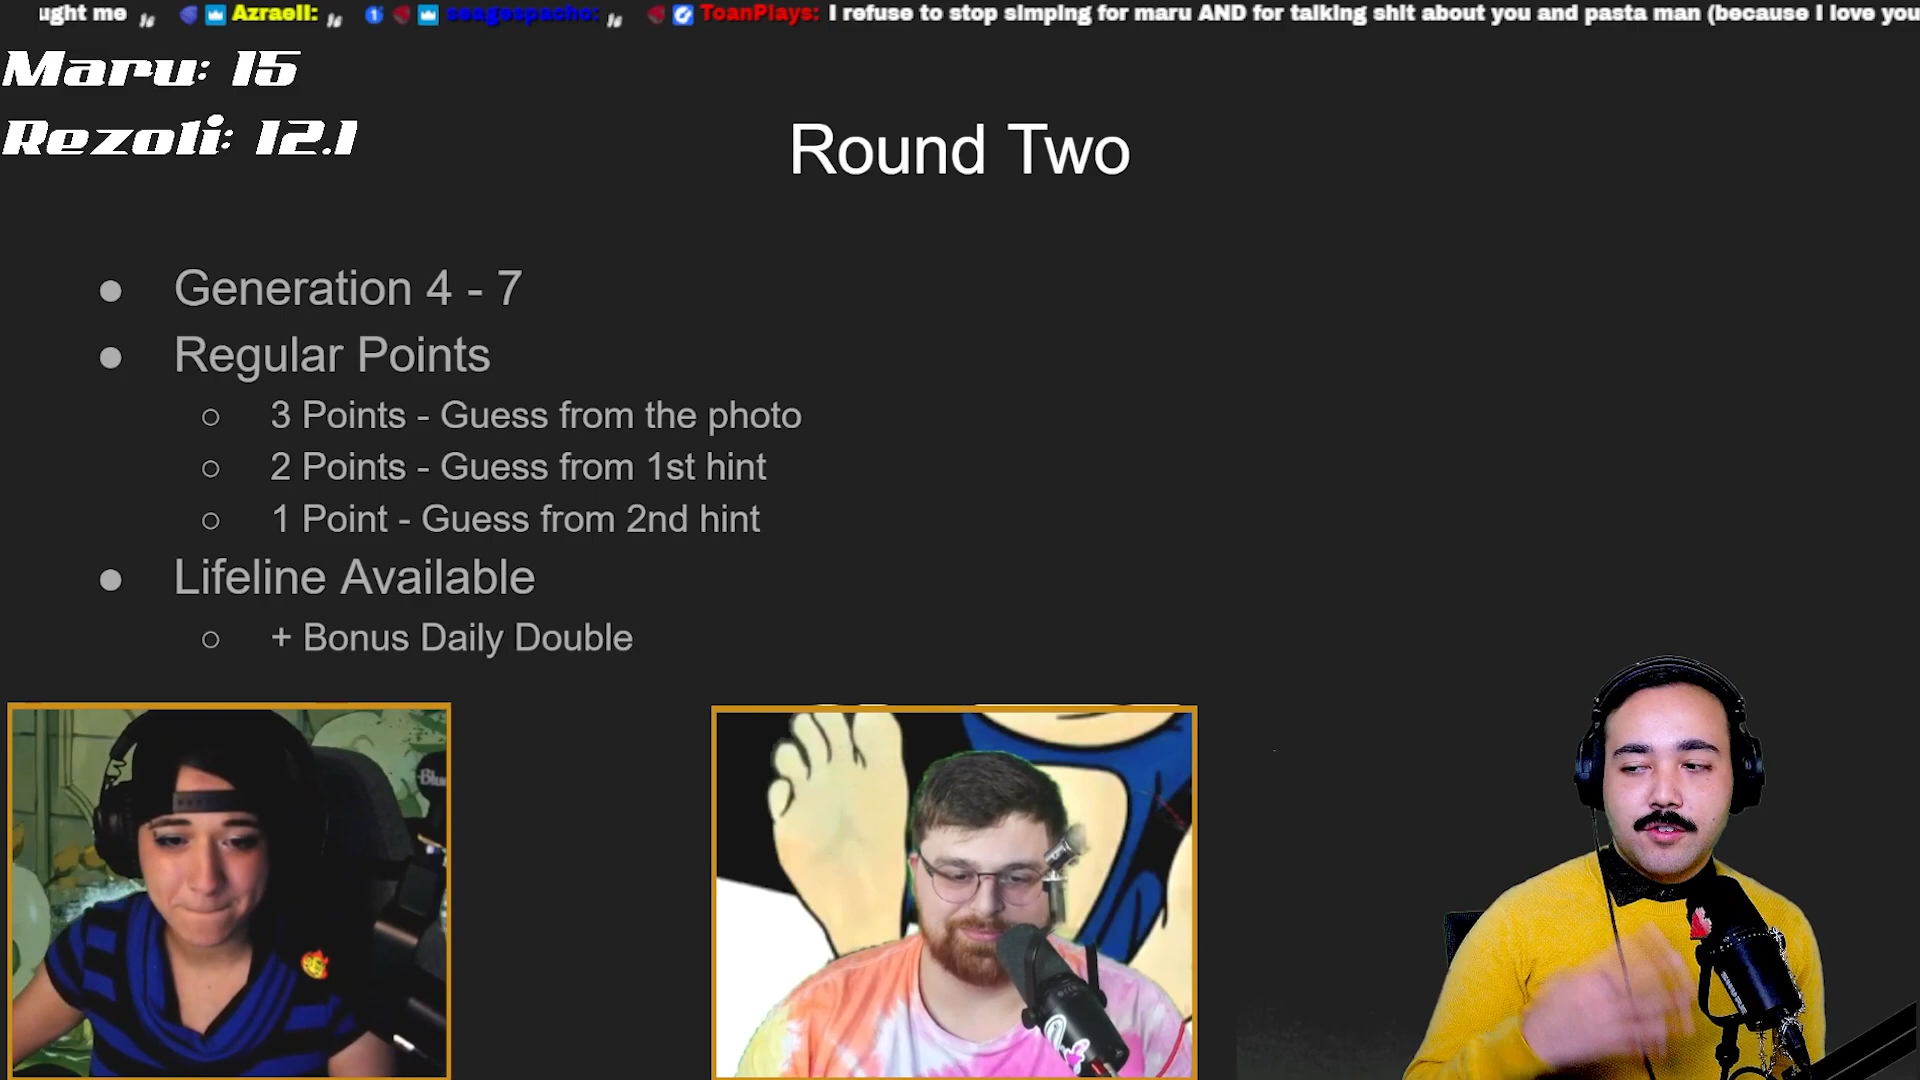 ught me Azraell: seagespacho: ToanPlays: I refuse to stop simping for maru AND for talking shit about you and pasta man (because I love you
Maru: 15
Rezoli: 12.1
Round Two
● Generation 4 - 7
● Regular Points
○ 3 Points - Guess from the photo
○ 2 Points - Guess from 1st hint
○ 1 Point - Guess from 2nd hint
● Lifeline Available
○ + Bonus Daily Double
Blue